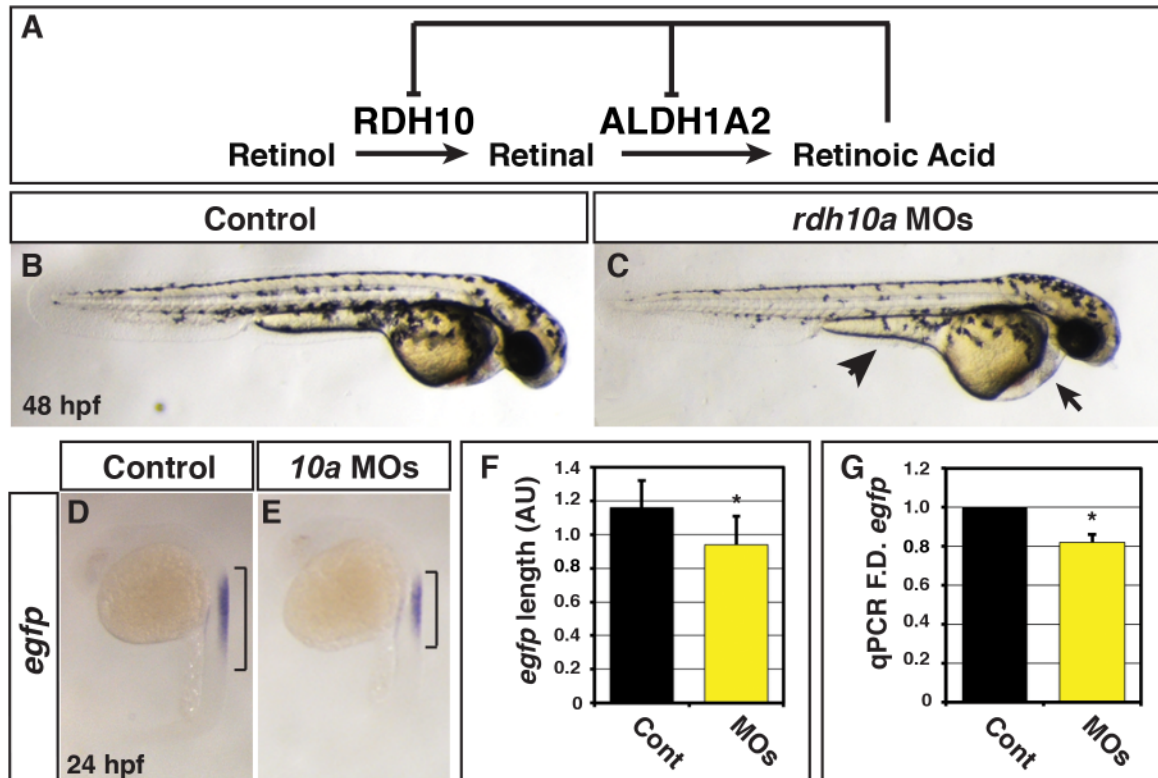 A
RDH10 ALDH1A2
Retinol Retinal Retinoic Acid
Control rdh10a MOs
B C
48 hpf
Control 10a MOs
egfp
D E
24 hpf
F
egfp length (AU)
1.4
1.2
1.0
0.8
0.6
0.4
0.2
0
*
Cont MOs
G
qPCR F.D. egfp
1.2
1.0
0.8
0.6
0.4
0.2
0
*
Cont MOs